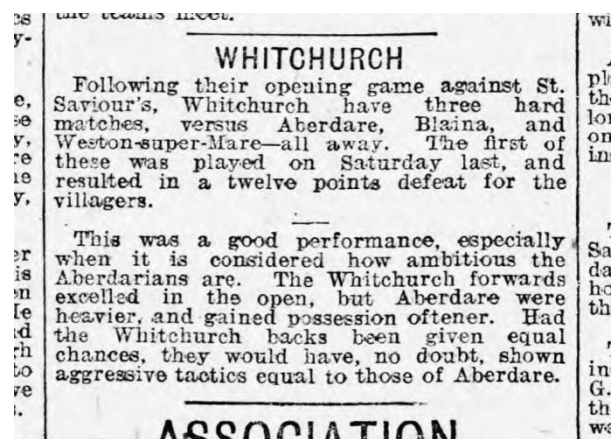 the teams meet.
WHITCHURCH
Following their opening game against St.
Saviour's, Whitchurch have three hard
matches, versus Aberdare, Blaina, and
Weston-super-Mare—all away. The first of
these was played on Saturday last, and
resulted in a twelve points defeat for the
villagers.
This was a good performance, especially
when it is considered how ambitious the
Aberdarians are. The Whitchurch forwards
excelled in the open, but Aberdare were
heavier, and gained possession oftener. Had
the Whitchurch backs been given equal
chances, they would have, no doubt, shown
aggressive tactics equal to those of Aberdare.
ASSOCIATION